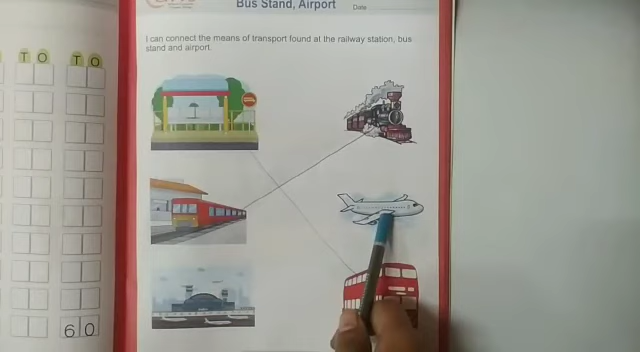 Bus Stand, Airport
Date
I can connect the means of transport found at the railway station, bus
stand and airport
T O T O
6 0